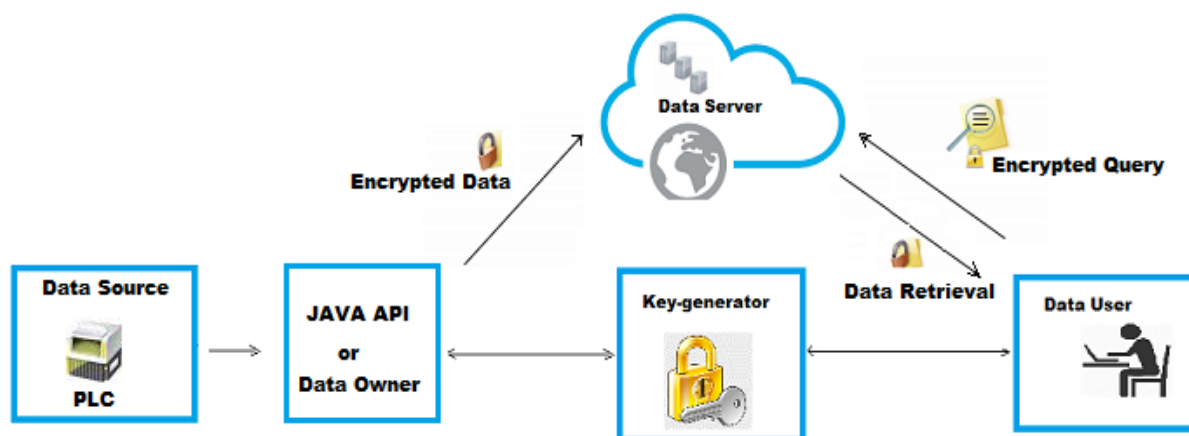 Data Server
Encrypted Data
Encrypted Query
Data Source
PLC
JAVA API
or
Data Owner
Key-generator
Data Retrieval
Data User